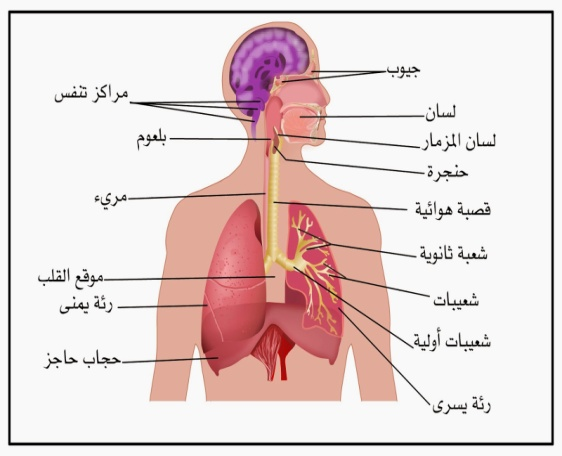 جيوب
مراكز تنفس
لسان
بلعوم
لسان المزمار
حنجرة
مريء
قصبة هوائية
شعبة ثانوية
موقع القلب
شعيبات
رئة يمنى
شعيبات أولية
حجاب حاجز
رئة يسرى